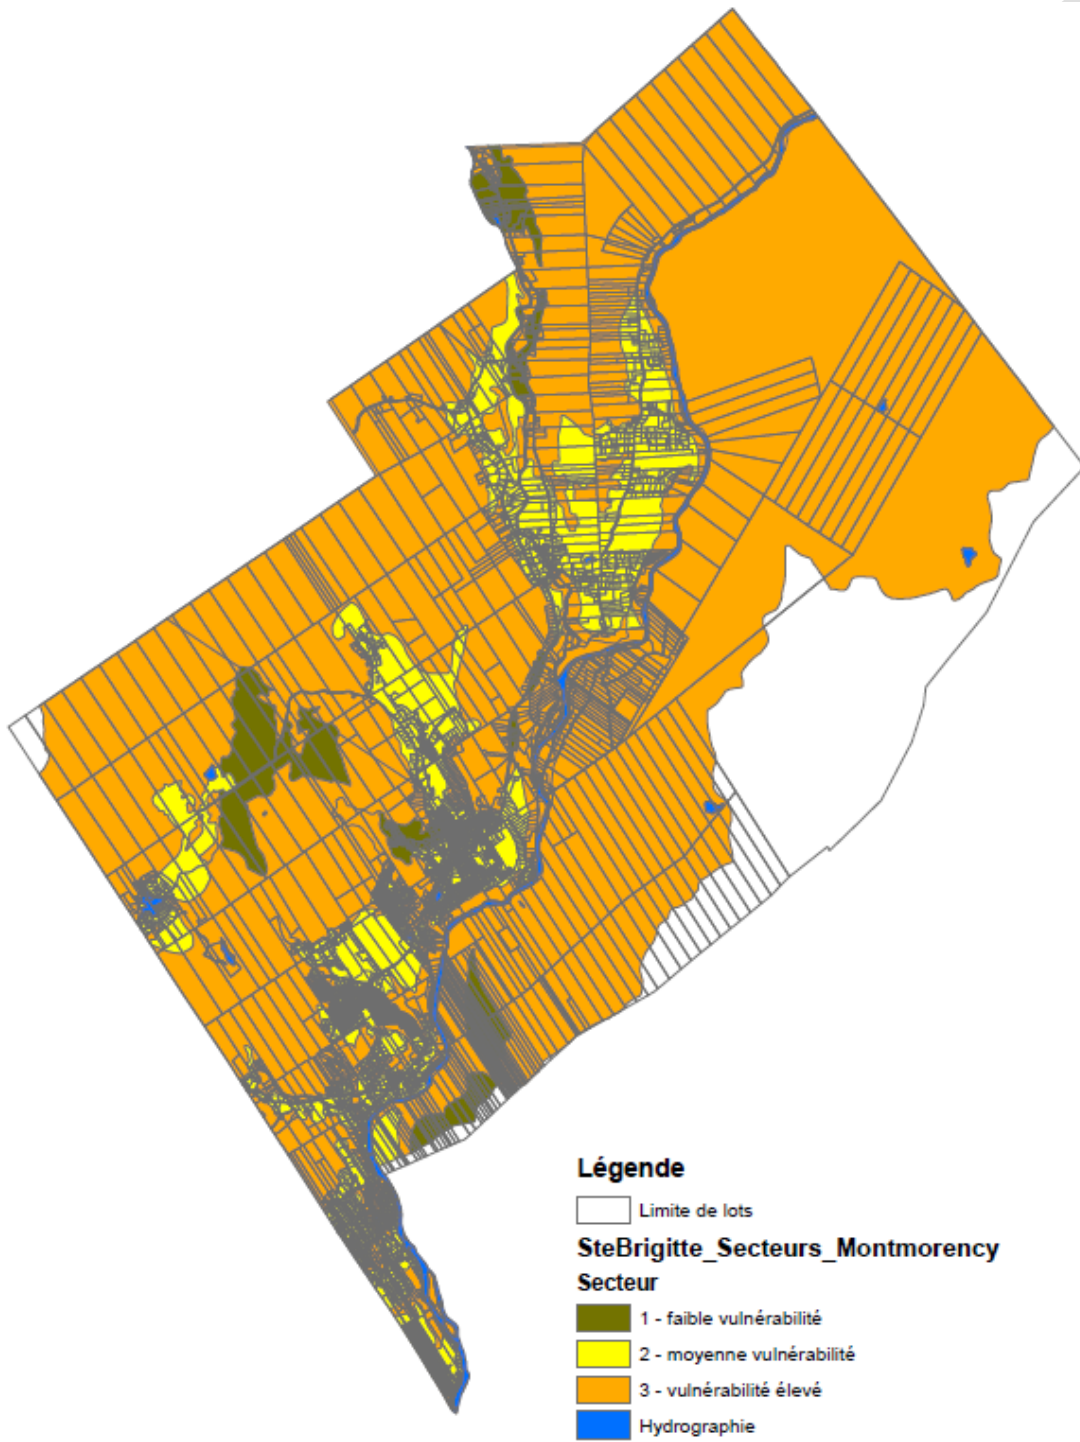 Légende
Limite de lots
SteBrigitte_Secteurs_Montmorency
Secteur
1 - faible vulnérabilité
2 - moyenne vulnérabilité
3 - vulnérabilité élevé
Hydrographie